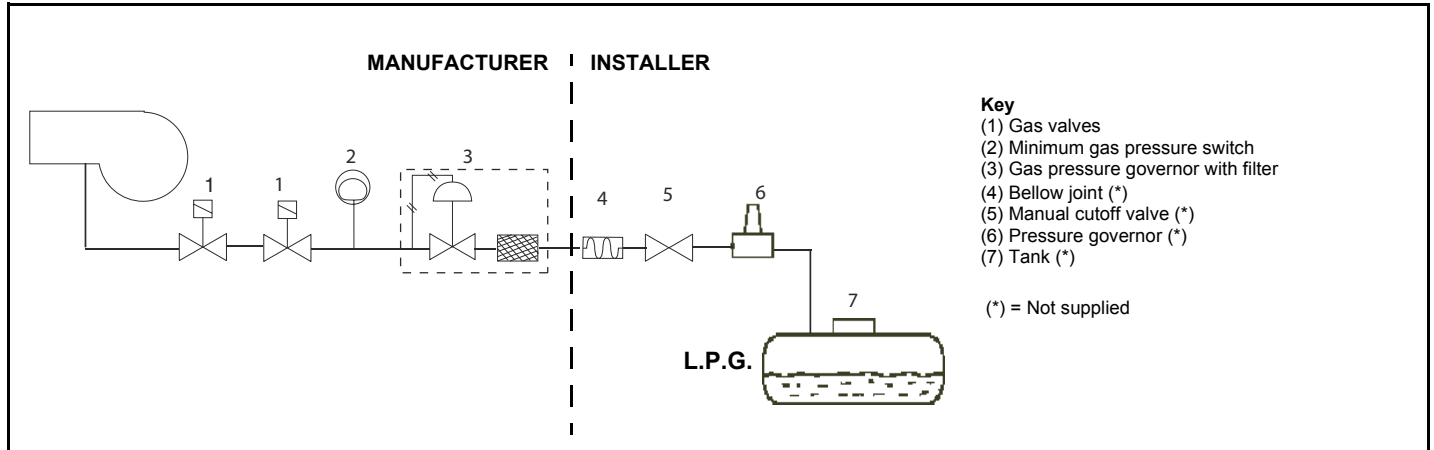 MANUFACTURER INSTALLER
1 1 2 3 4 5 6
7
L.P.G.
Key
(1) Gas valves
(2) Minimum gas pressure switch
(3) Gas pressure governor with filter
(4) Bellow joint (*)
(5) Manual cutoff valve (*)
(6) Pressure governor (*)
(7) Tank (*)
(*) = Not supplied